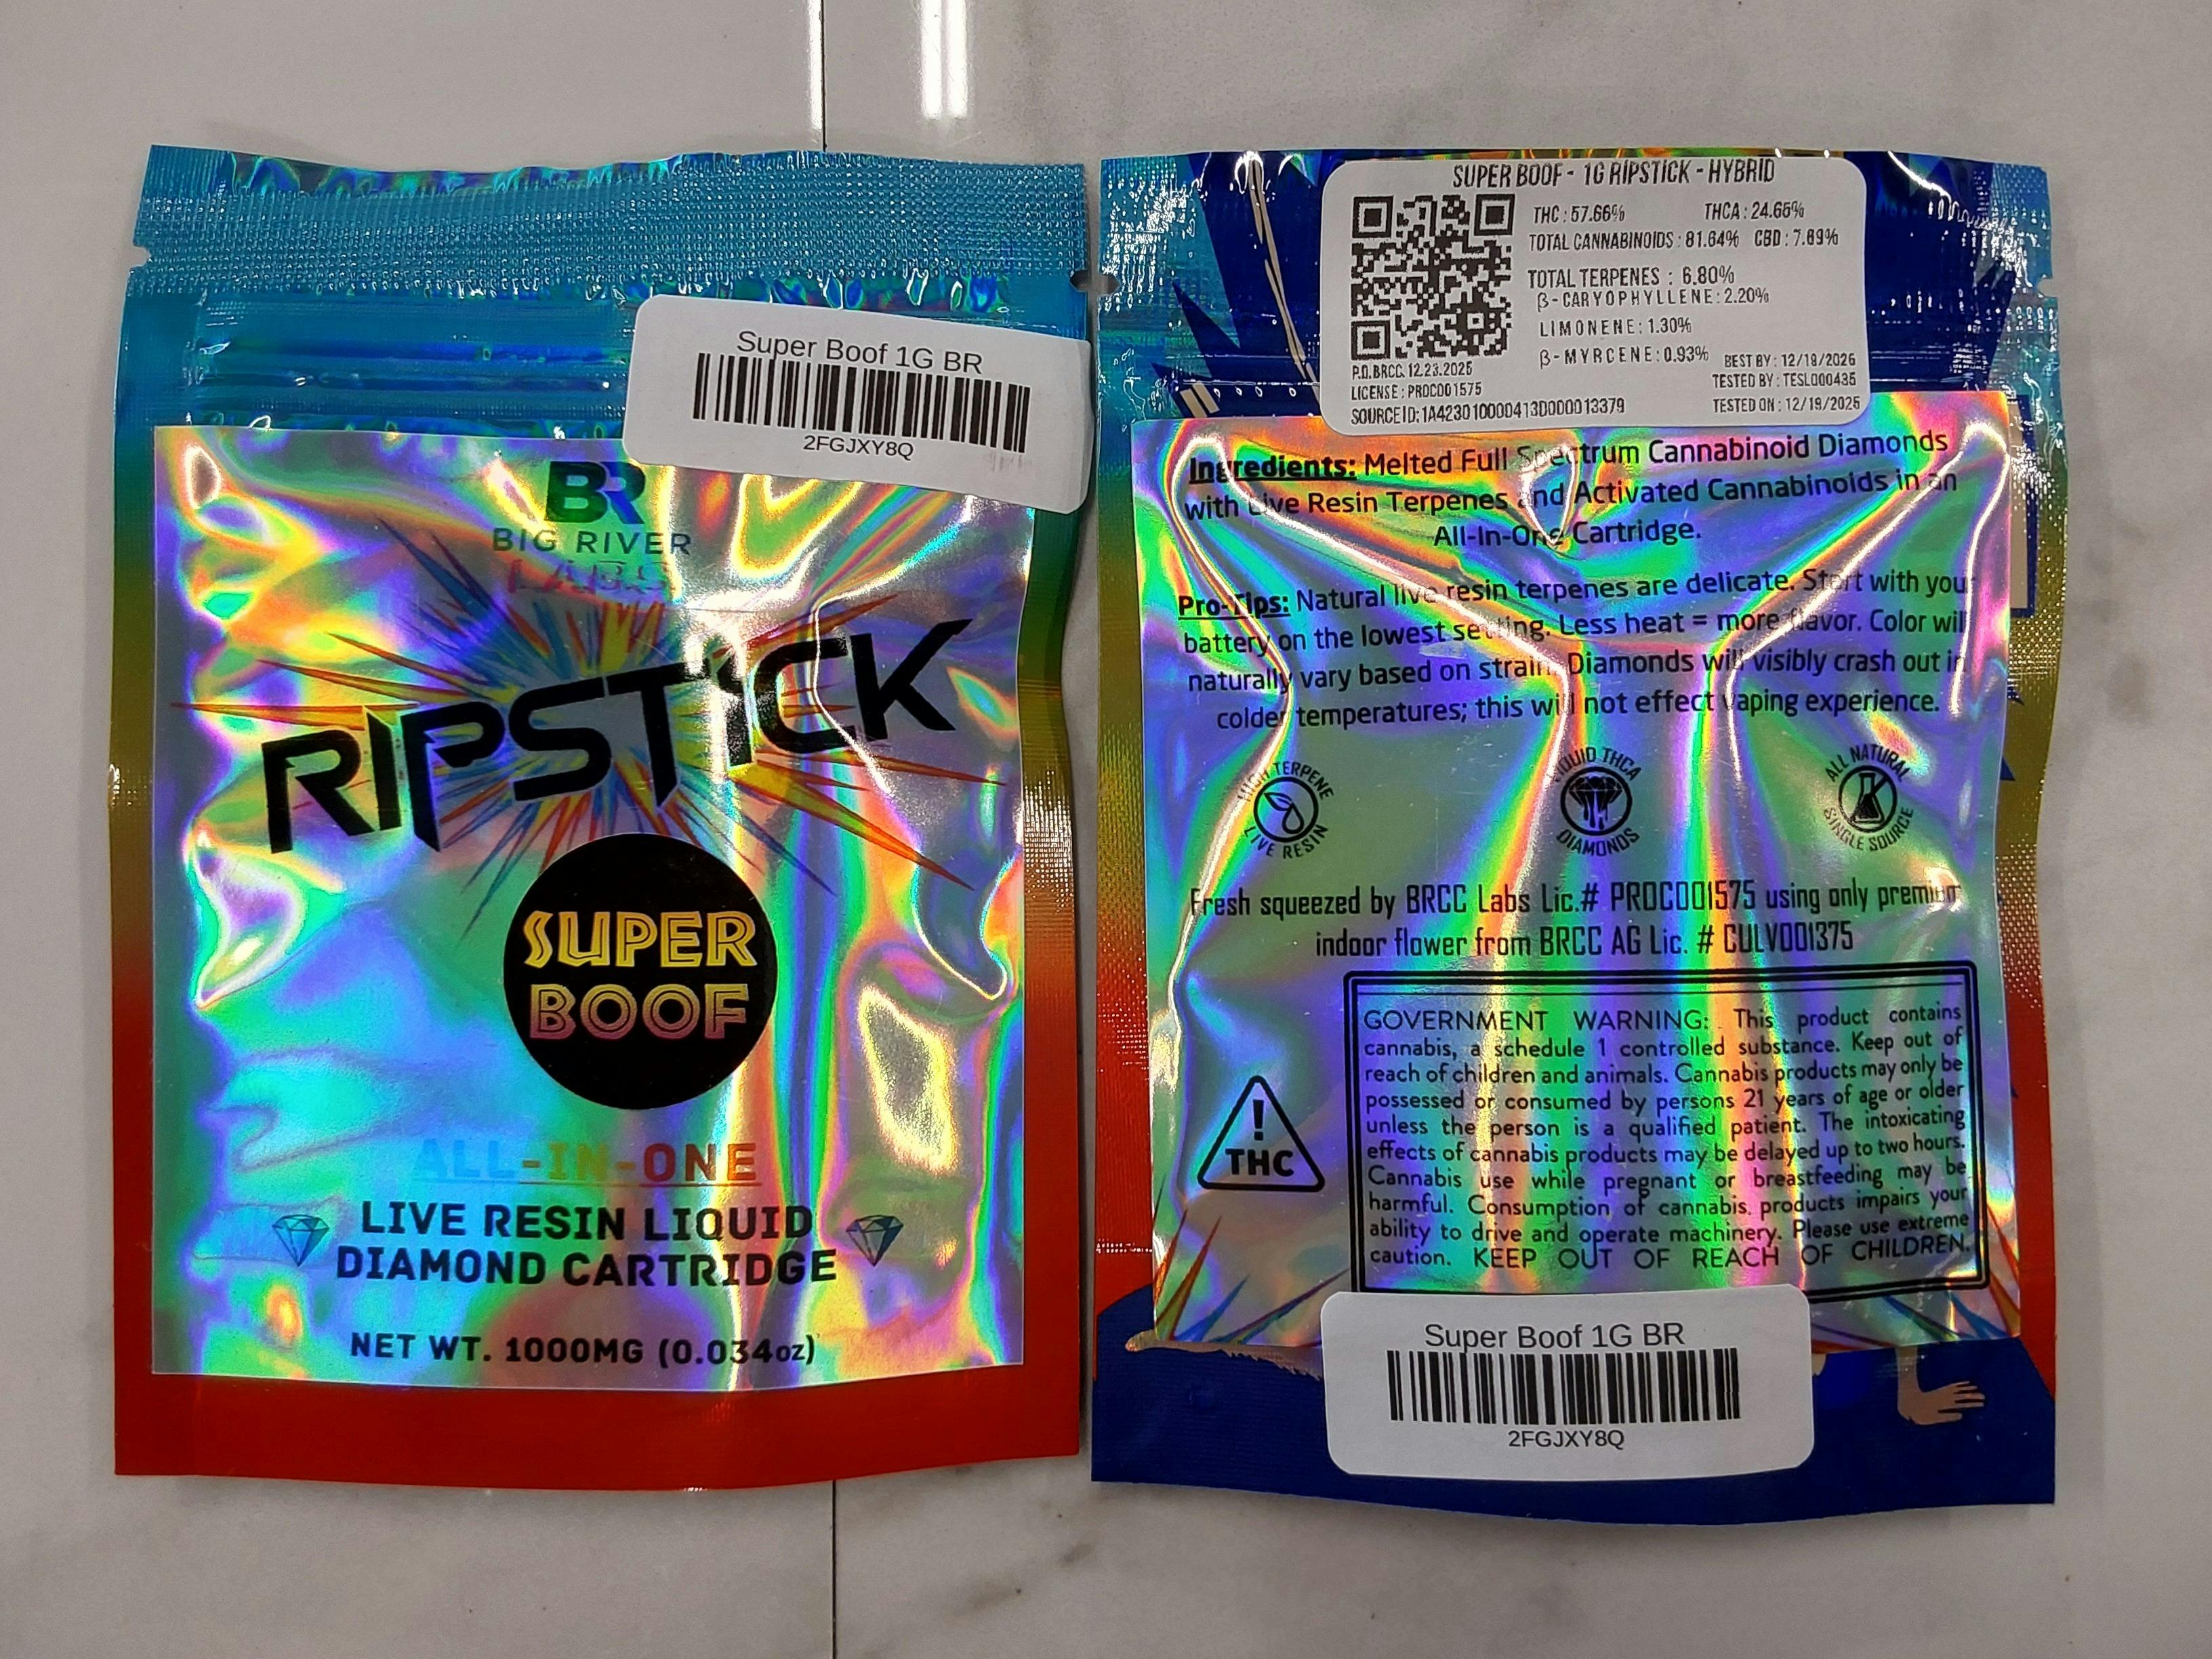 Super Boof 1G BR
2FGJXY8Q
BR
BIG RIVER
LABS
RIPSTICK
SUPER
BOOF
ALL-IN-ONE
LIVE RESIN LIQUID
DIAMOND CARTRIDGE
NET WT. 1000MG (0.034oz)
SUPER BOOF - 1G RIPSTICK - HYBRID
THC : 57.66% THCA : 24.65%
TOTAL CANNABINOIDS : 81.64% CBD : 7.69%
TOTAL TERPENES : 6.80%
β-CARYOPHYLLENE: 2.20%
LIMONENE: 1.30%
β-MYRCENE: 0.93%
P.O. BRCC. 12.23.2025
LICENSE : PROC001575
SOURCE ID: 1A423010000413D000013379
BEST BY : 12/19/2026
TESTED BY : TESL000435
TESTED ON : 12/19/2025
Ingredients: Melted Full Spectrum Cannabinoid Diamonds
with Live Resin Terpenes and Activated Cannabinoids in an
All-In-One Cartridge.
Pro-Tips: Natural live resin terpenes are delicate. Start with you
battery on the lowest setting. Less heat = more flavor. Color wil
naturally vary based on strain. Diamonds will visibly crash out in
colder temperatures; this will not effect vaping experience.
HIGH TERPENE
LIVE RESIN
LIQUID THCA
DIAMONDS
ALL NATURAL
SINGLE SOURCE
Fresh squeezed by BRCC Labs Lic.# PROC001575 using only premium
indoor flower from BRCC AG Lic. # CULV001375
!
THC
GOVERNMENT WARNING: This product contains
cannabis, a schedule 1 controlled substance. Keep out of
reach of children and animals. Cannabis products may only be
possessed or consumed by persons 21 years of age or older
unless the person is a qualified patient. The intoxicating
effects of cannabis products may be delayed up to two hours.
Cannabis use while pregnant or breastfeeding may be
harmful. Consumption of cannabis products impairs your
ability to drive and operate machinery. Please use extreme
caution. KEEP OUT OF REACH OF CHILDREN.
Super Boof 1G BR
2FGJXY8Q